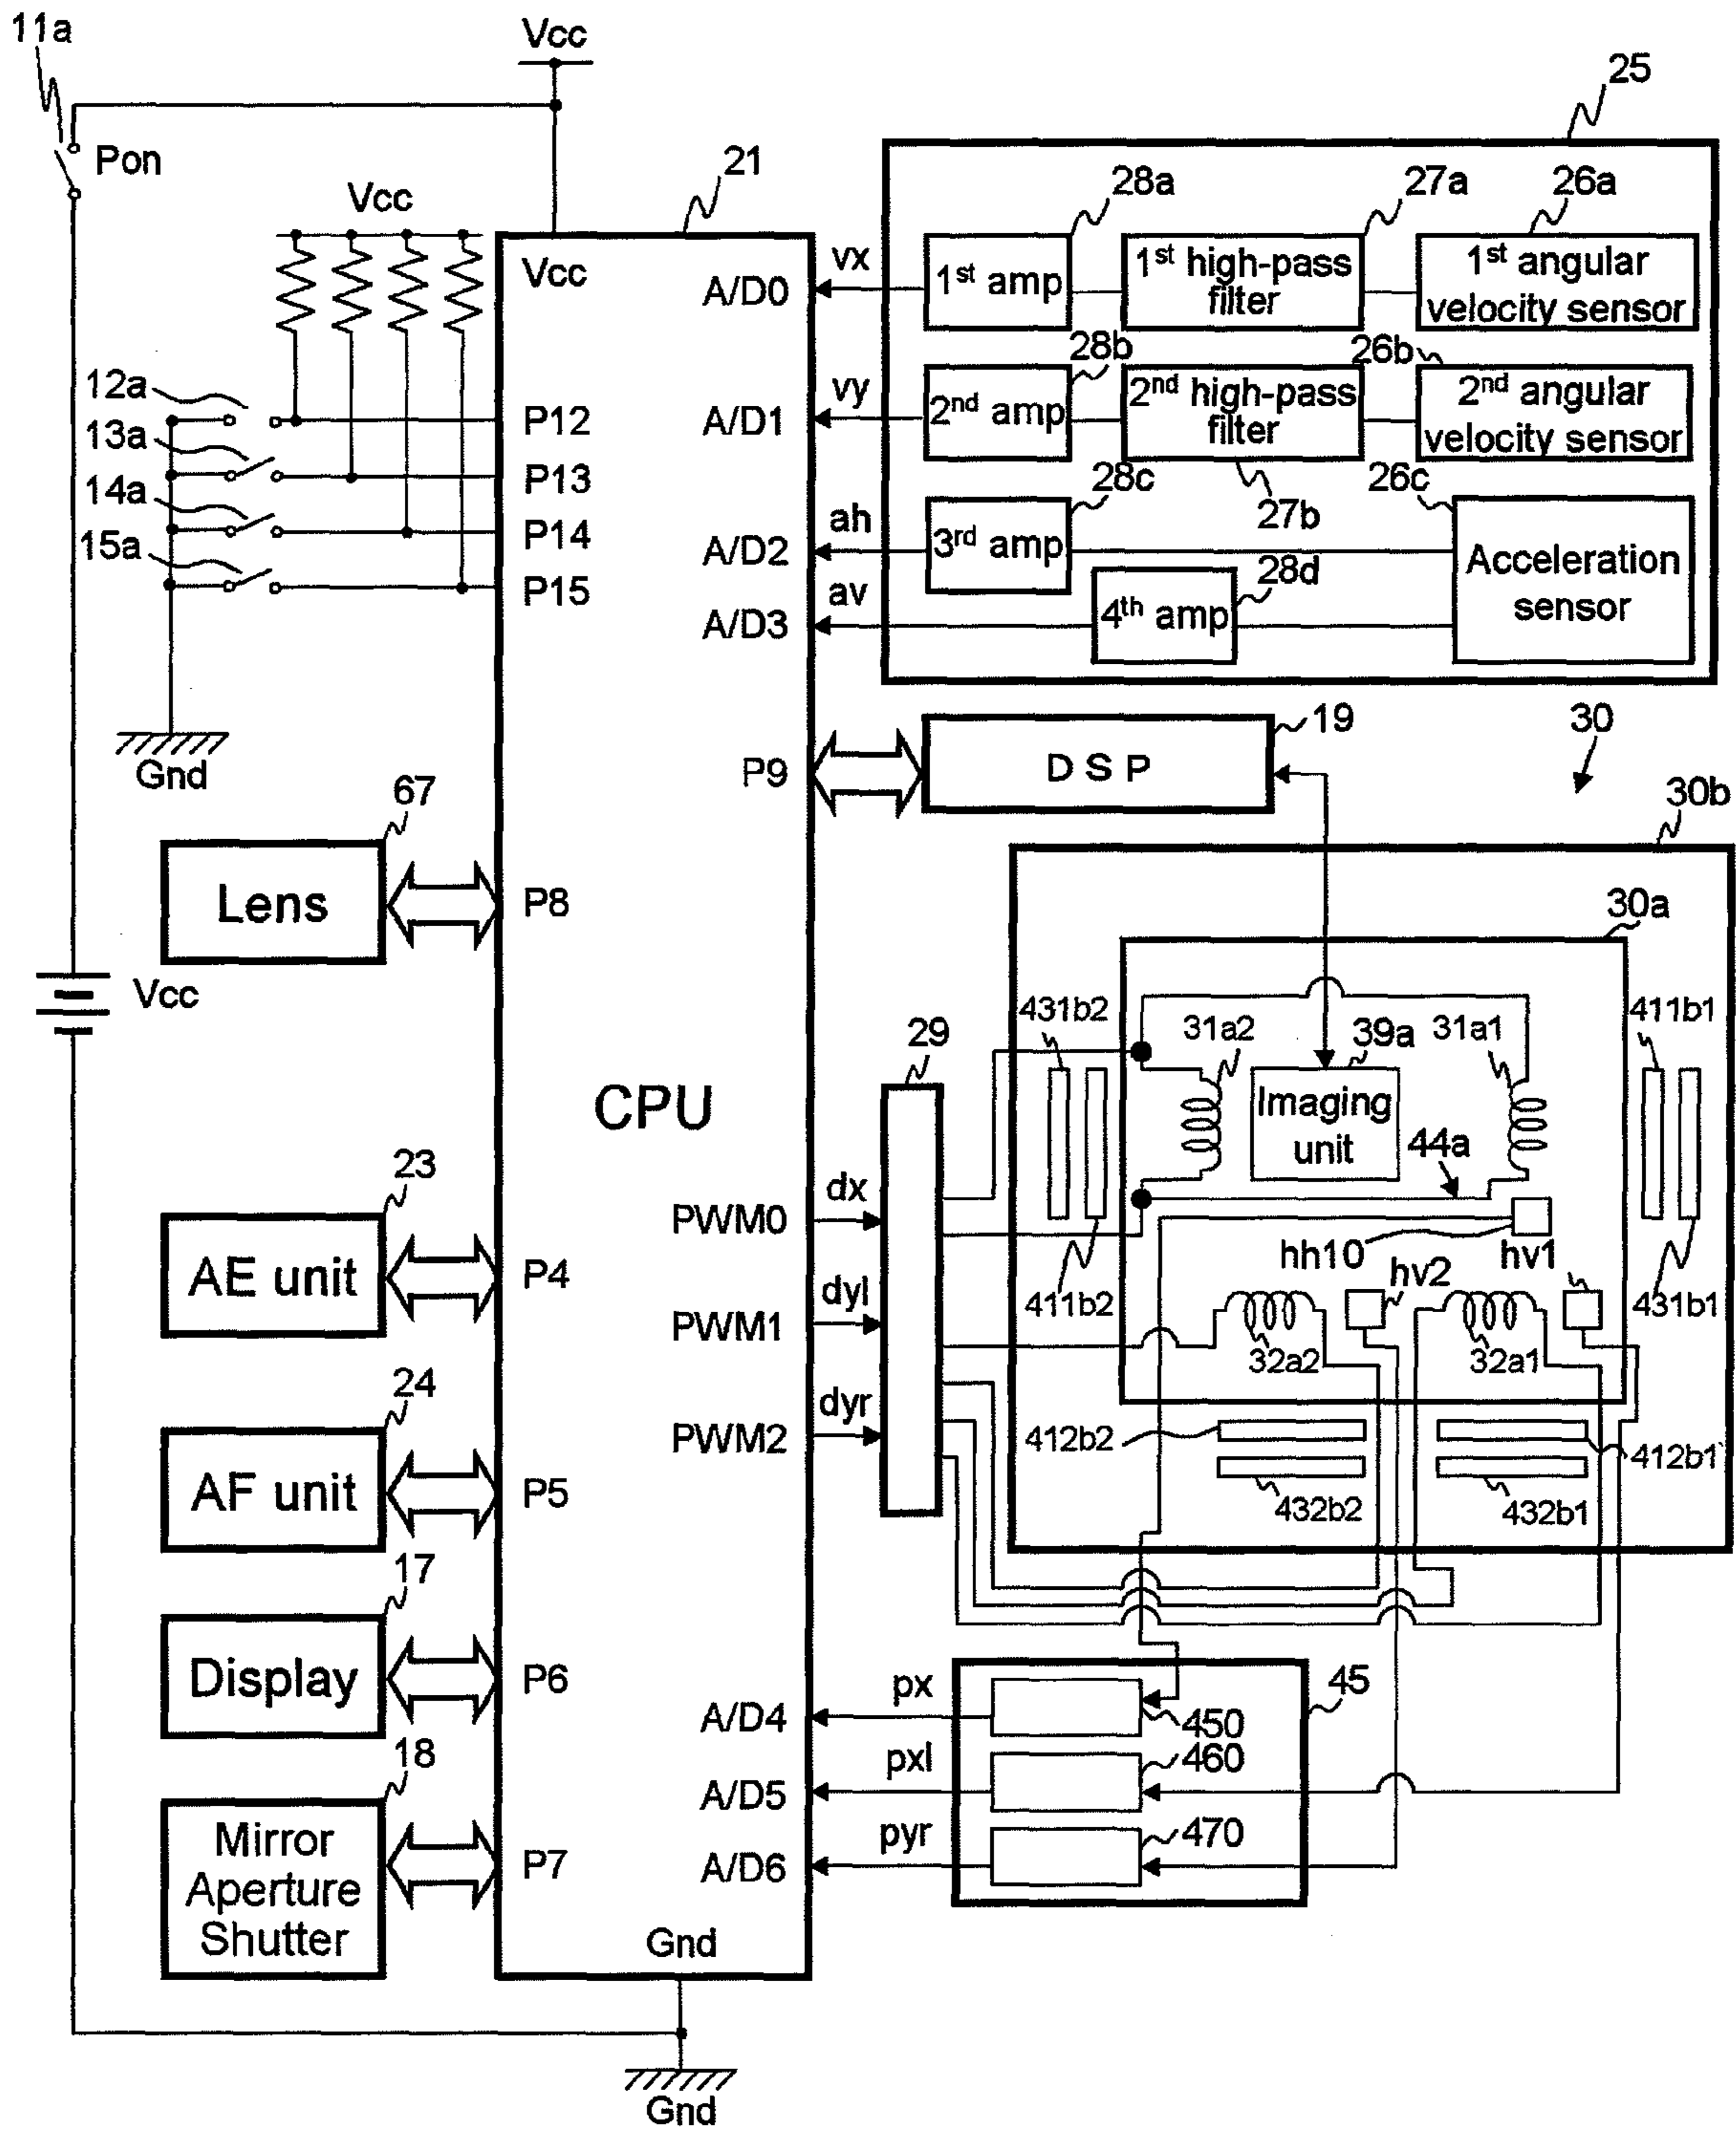 11a
Vcc
Pon
Vcc
21
25
28a
27a
26a
Vcc
A/D0
vx
1st amp
1st high-pass
filter
1st angular
velocity sensor
28b
26b
12a
P12
A/D1
vy
2nd amp
2nd high-pass
filter
2nd angular
velocity sensor
13a
P13
28c
27b
26c
14a
P14
A/D2
ah
3rd amp
Acceleration
sensor
15a
P15
A/D3
av
4th amp
28d
Gnd
P9
DSP
19
30
30b
67
Lens
P8
30a
Vcc
29
431b2
31a2
39a
31a1
411b1
CPU
Imaging
unit
44a
23
AE unit
P4
PWM0
dx
411b2
hh10
hv1
hv2
431b1
PWM1
dyl
32a2
32a1
24
AF unit
P5
PWM2
dyr
412b2
412b1
432b2
432b1
17
Display
P6
45
A/D4
px
450
18
A/D5
pxl
460
Mirror
Aperture
Shutter
P7
A/D6
pyr
470
Gnd
Gnd